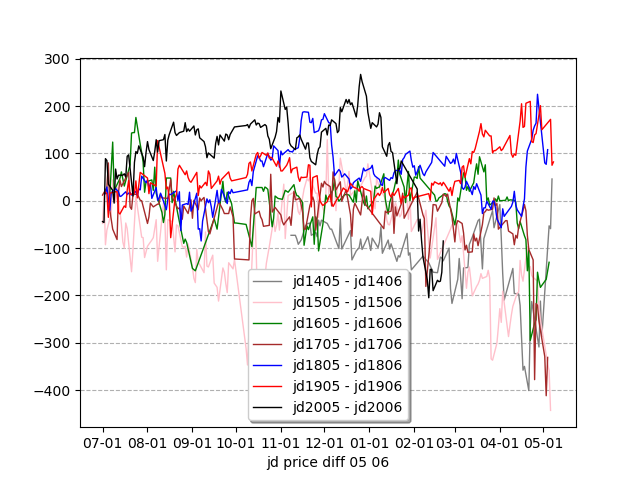 300
200
100
0
−100
−200
−300
−400
jd1405 - jd1406
jd1505 - jd1506
jd1605 - jd1606
jd1705 - jd1706
jd1805 - jd1806
jd1905 - jd1906
jd2005 - jd2006
07-01 08-01 09-01 10-01 11-01 12-01 01-01 02-01 03-01 04-01 05-01
jd price diff 05 06